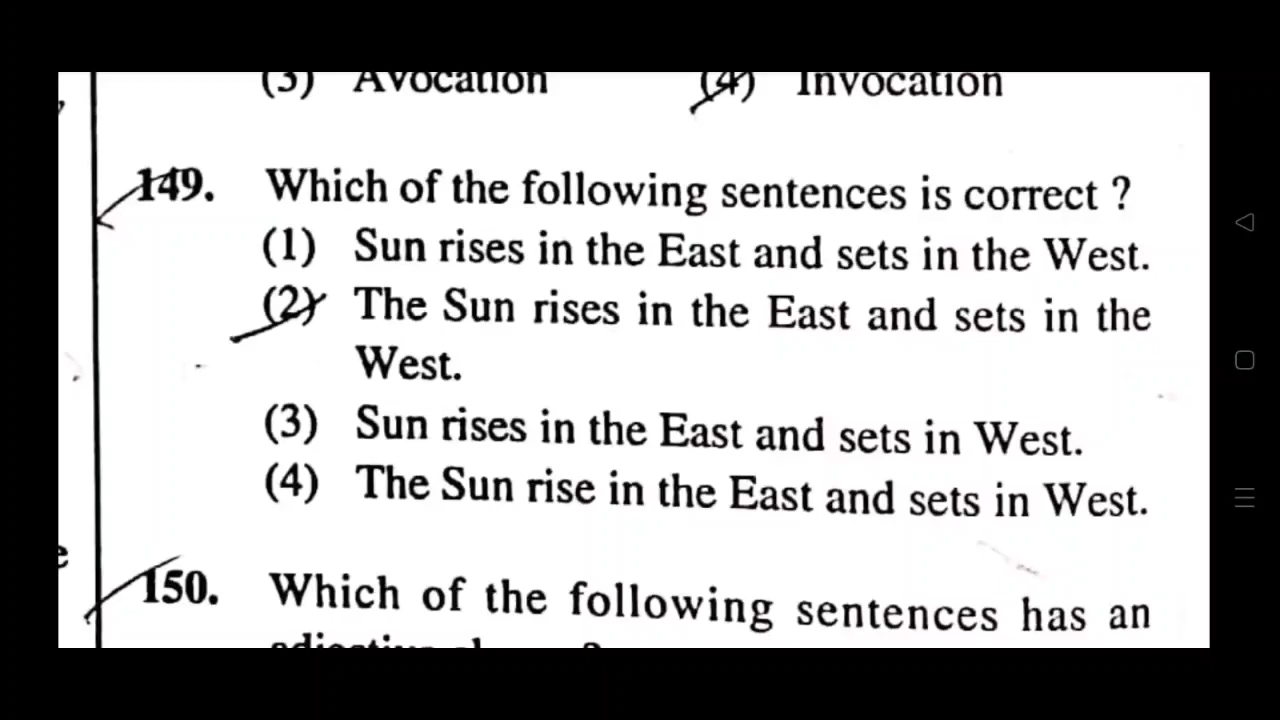 (3) Avocation (4) Invocation
149. Which of the following sentences is correct ?
(1) Sun rises in the East and sets in the West.
(2) The Sun rises in the East and sets in the
West.
(3) Sun rises in the East and sets in West.
(4) The Sun rise in the East and sets in West.
e
150. Which of the following sentences has an